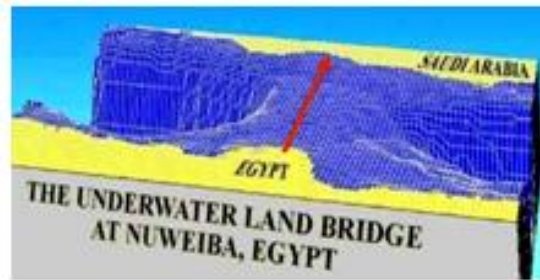 SAUDI ARABIA
EGYPT
THE UNDERWATER LAND BRIDGE
AT NUWEIBA, EGYPT